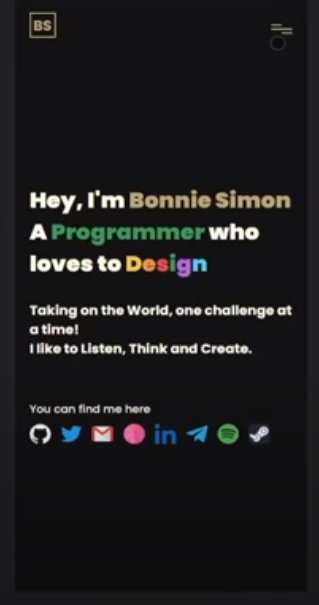 BS
Hey, I'm Bonnie Simon
A Programmer who
loves to Design
Taking on the World, one challenge at
a time!
I like to Listen, Think and Create.
You can find me here
in